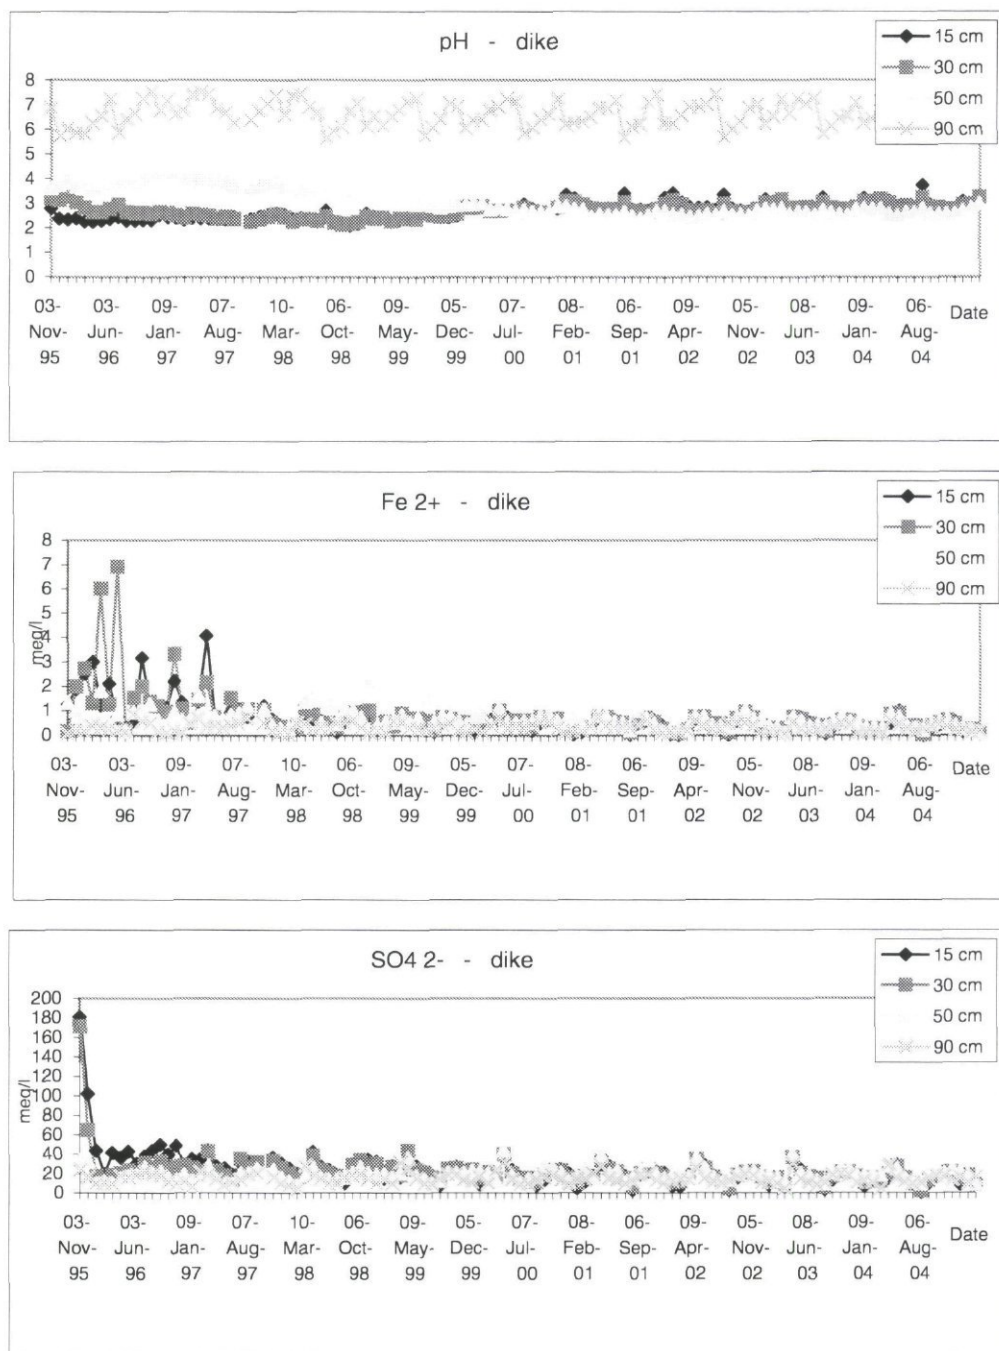 pH - dike
15 cm
30 cm
50 cm
90 cm
8
7
6
5
4
3
2
1
0
03- 03- 09- 07- 10- 06- 09- 05- 07- 08- 06- 09- 05- 06- 09- 06- Date
Nov- Jun- Jan- Aug- Mar- Oct- May- Dec- Jul- Feb- Sep- Apr- Nov- Jun- Jan- Aug-
95 96 97 97 98 98 99 99 00 01 01 02 02 03 04 04
Fe 2+ - dike
15 cm
30 cm
50 cm
90 cm
meq/l
8
7
6
5
4
3
2
1
0
03- 03- 09- 07- 10- 06- 09- 05- 07- 08- 06- 09- 05- 06- 09- 06- Date
Nov- Jun- Jan- Aug- Mar- Oct- May- Dec- Jul- Feb- Sep- Apr- Nov- Jun- Jan- Aug-
95 96 97 97 98 98 99 99 00 01 01 02 02 03 04 04
SO4 2- - dike
15 cm
30 cm
50 cm
90 cm
meq/l
200
180
160
140
120
100
80
60
40
20
0
03- 03- 09- 07- 10- 06- 09- 05- 07- 08- 06- 09- 05- 06- 09- 06- Date
Nov- Jun- Jan- Aug- Mar- Oct- May- Dec- Jul- Feb- Sep- Apr- Nov- Jun- Jan- Aug-
95 96 97 97 98 98 99 99 00 01 01 02 02 03 04 04